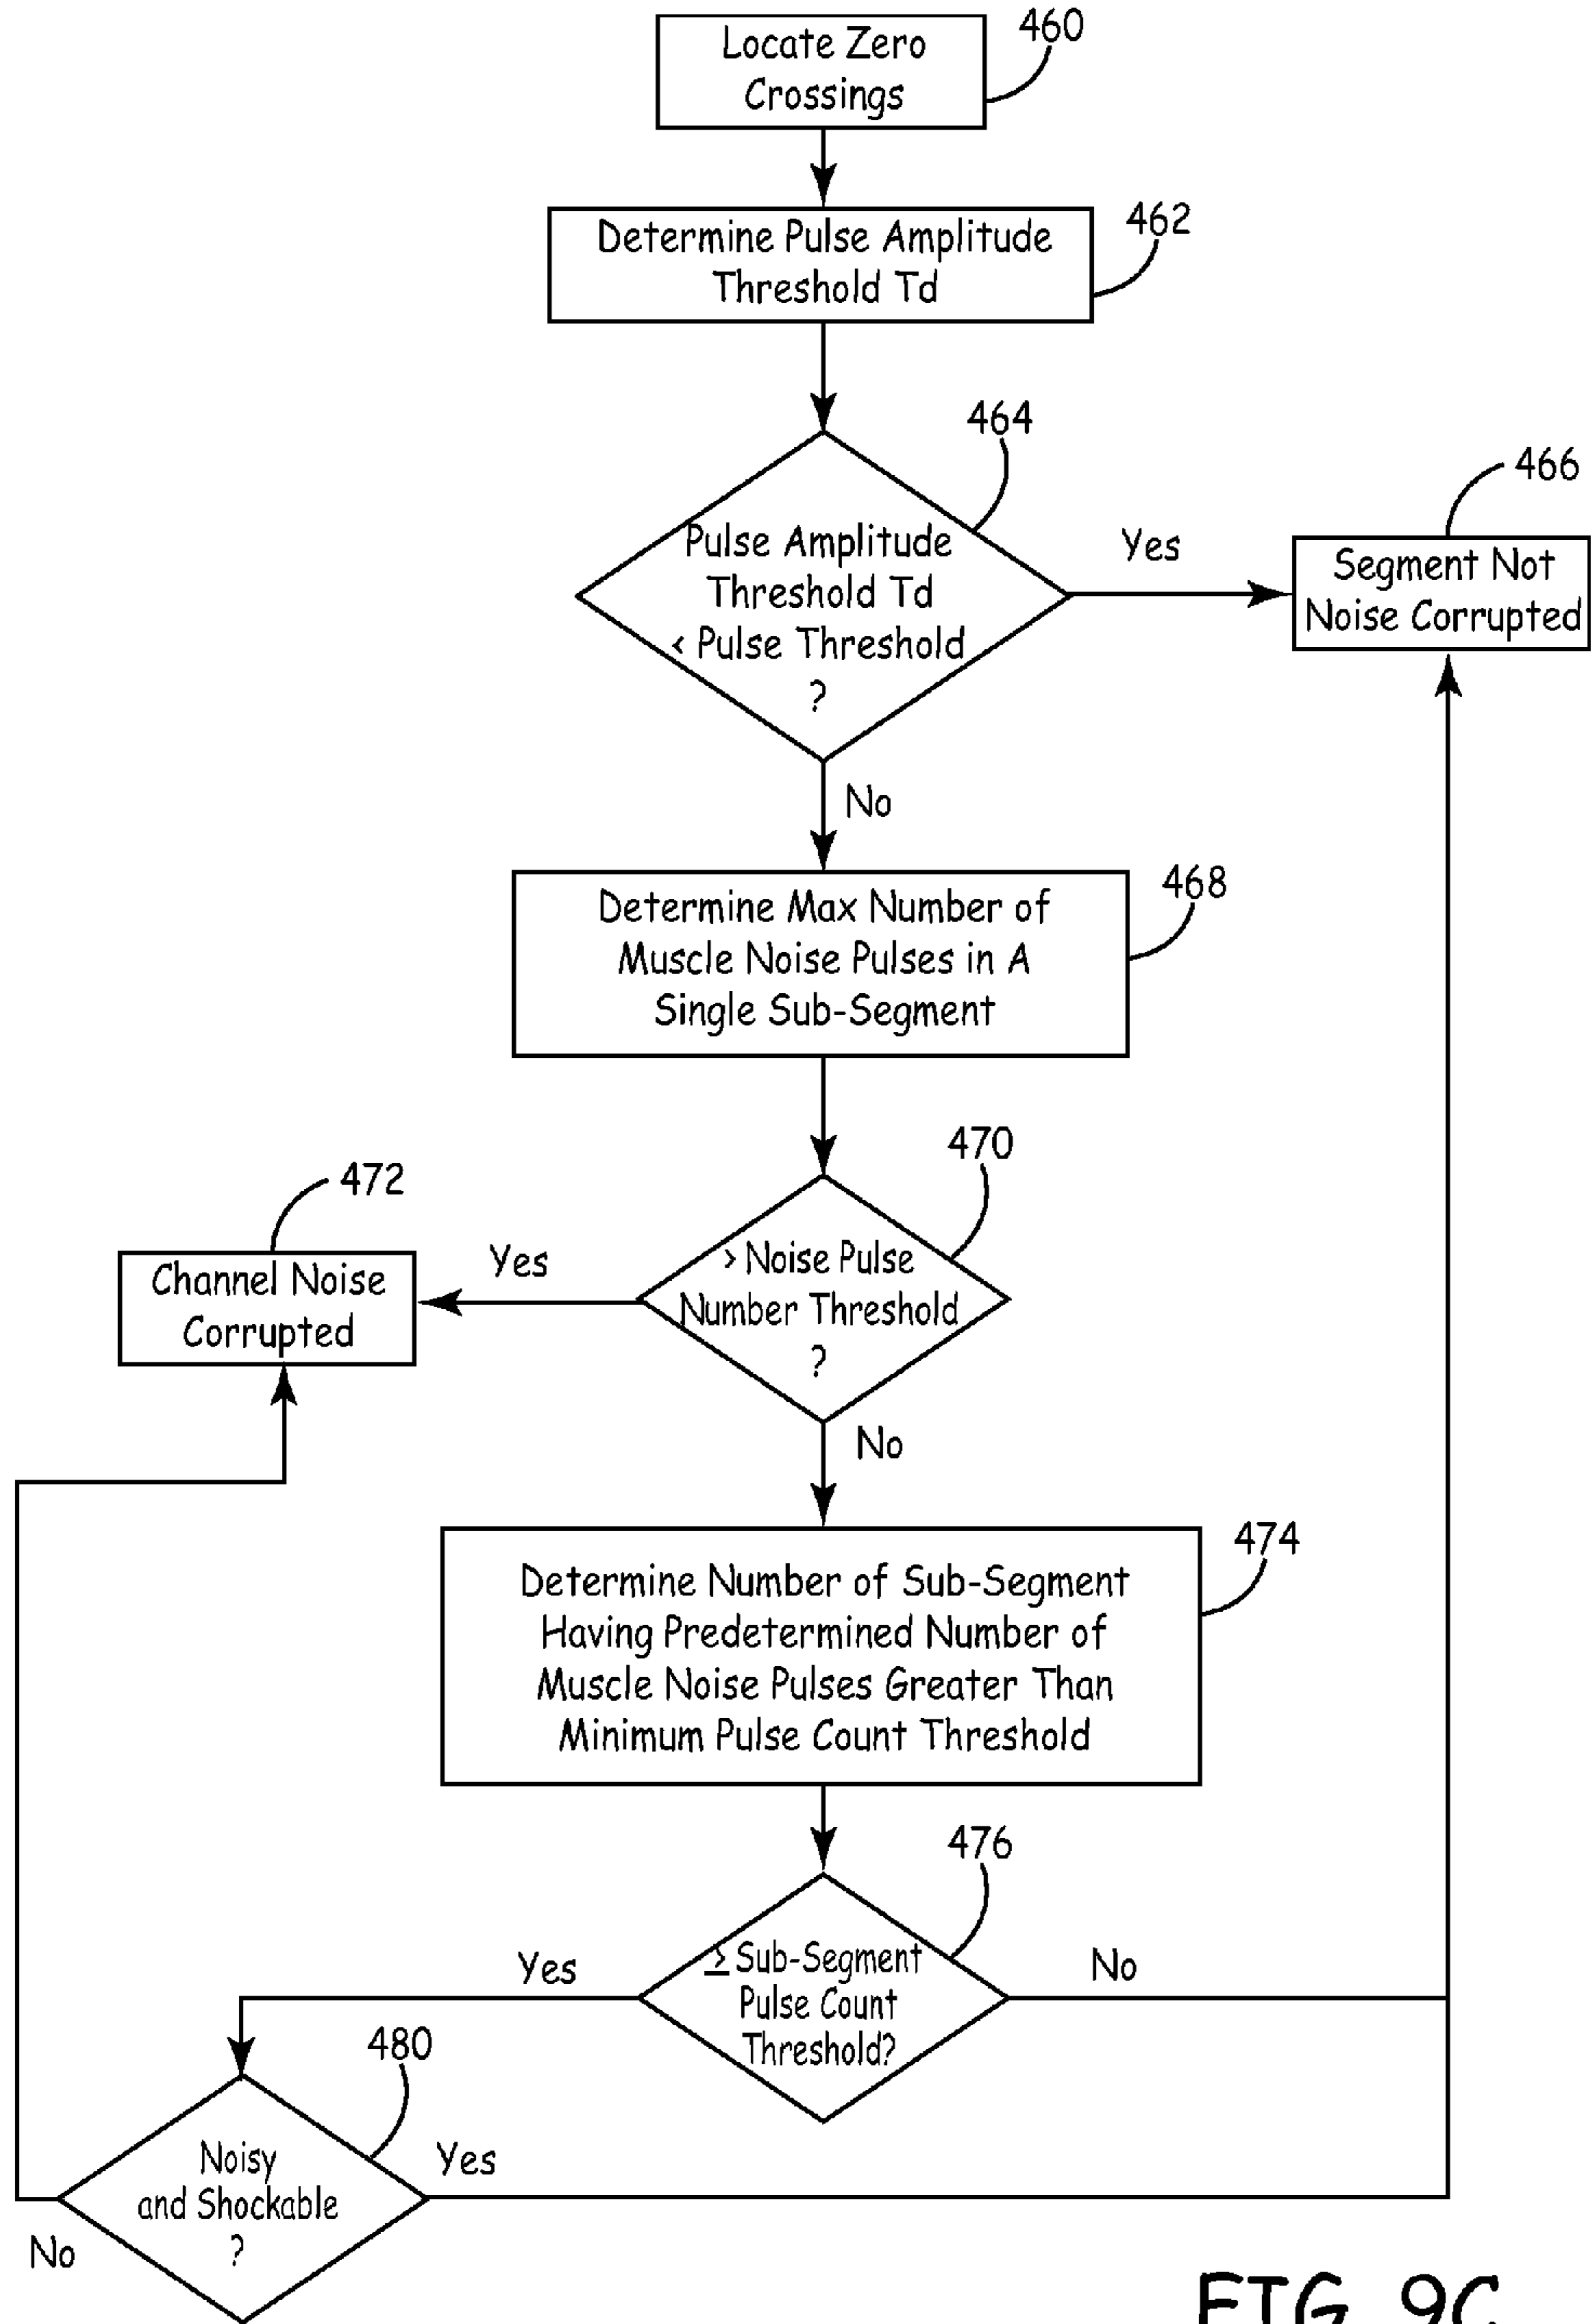 Locate Zero
Crossings
460
Determine Pulse Amplitude
Threshold Td
462
464
Pulse Amplitude
Threshold Td
< Pulse Threshold
?
Yes
466
Segment Not
Noise Corrupted
No
Determine Max Number of
Muscle Noise Pulses in A
Single Sub-Segment
468
470
> Noise Pulse
Number Threshold
?
Yes
472
Channel Noise
Corrupted
No
Determine Number of Sub-Segment
Having Predetermined Number of
Muscle Noise Pulses Greater Than
Minimum Pulse Count Threshold
474
476
≥ Sub-Segment
Pulse Count
Threshold?
Yes
No
480
Noisy
and Shockable
?
Yes
No
FIG. 9C